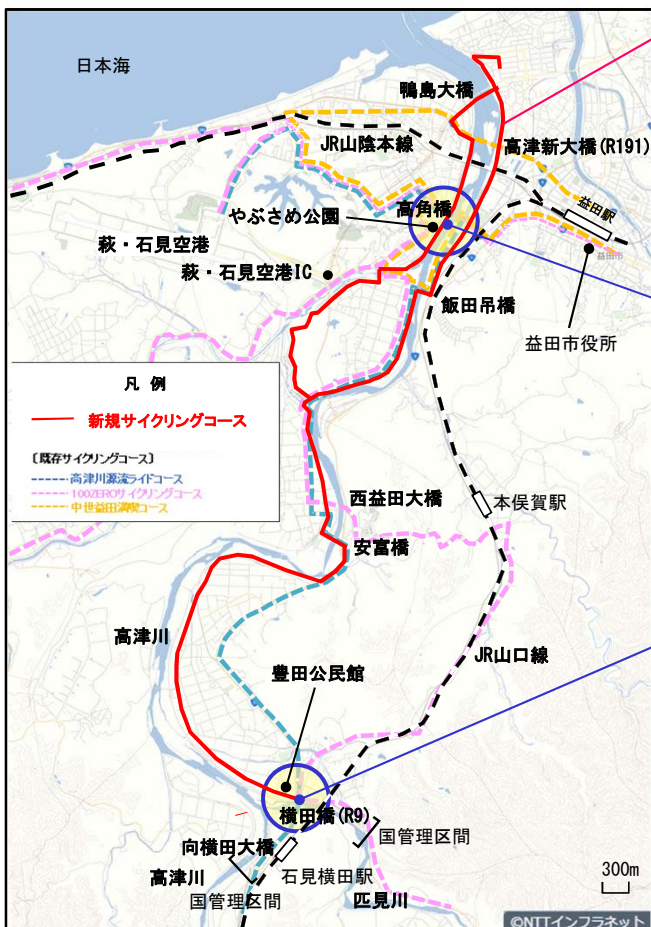 日本海
鴨島大橋
JR山陰本線
高津新大橋(R191)
益田駅
やぶさめ公園
高角橋
萩・石見空港
萩・石見空港IC
飯田吊橋
益田市
益田市役所
凡 例
新規サイクリングコース
〔既存サイクリングコース〕
高津川源流ライドコース
100ZEROサイクリングコース
中世益田満喫コース
西益田大橋
本俣賀駅
安富橋
高津川
JR山口線
豊田公民館
横田橋(R9)
国管理区間
向横田大橋
石見横田駅
高津川
国管理区間
匹見川
300m
©NTTインフラネット